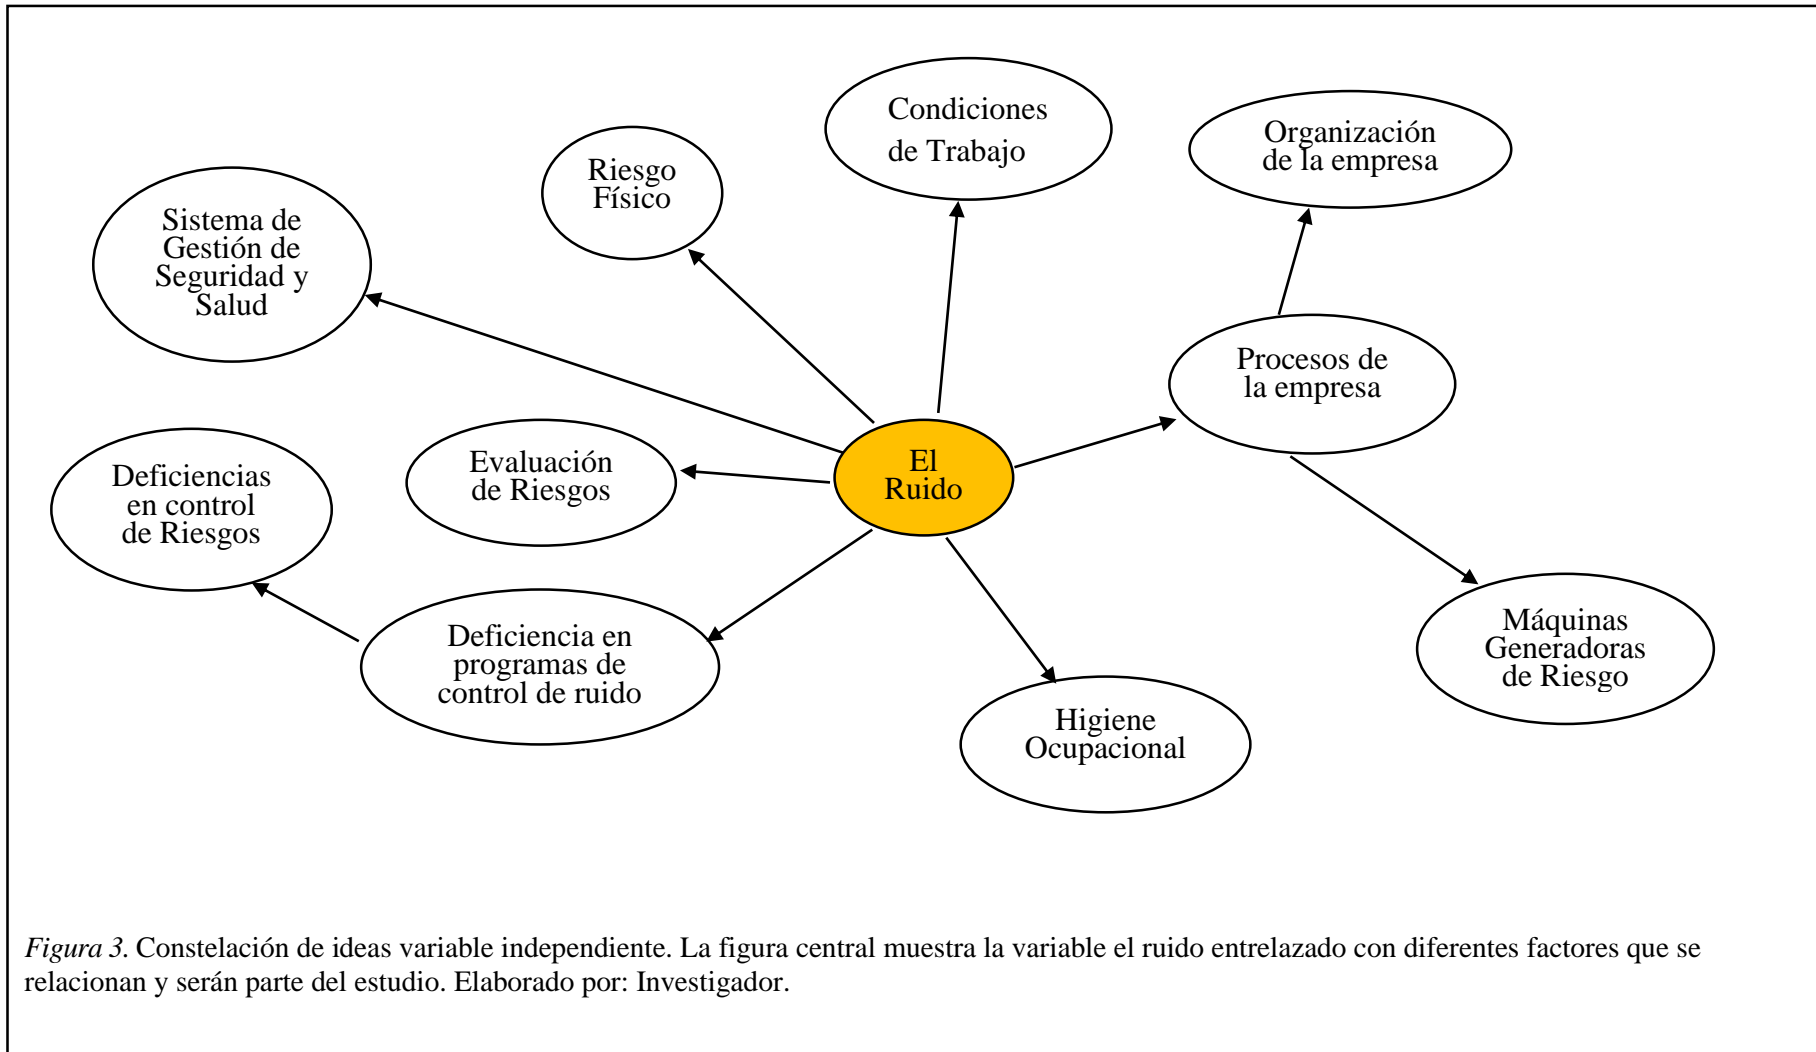 Condiciones
de Trabajo
Organización
de la empresa
Riesgo
Físico
Sistema de
Gestión de
Seguridad y
Salud
Procesos de
la empresa
Evaluación
de Riesgos
El
Ruido
Deficiencias
en control
de Riesgos
Deficiencia en
programas de
control de ruido
Máquinas
Generadoras
de Riesgo
Higiene
Ocupacional
Figura 3. Constelación de ideas variable independiente. La figura central muestra la variable el ruido entrelazado con diferentes factores que se
relacionan y serán parte del estudio. Elaborado por: Investigador.